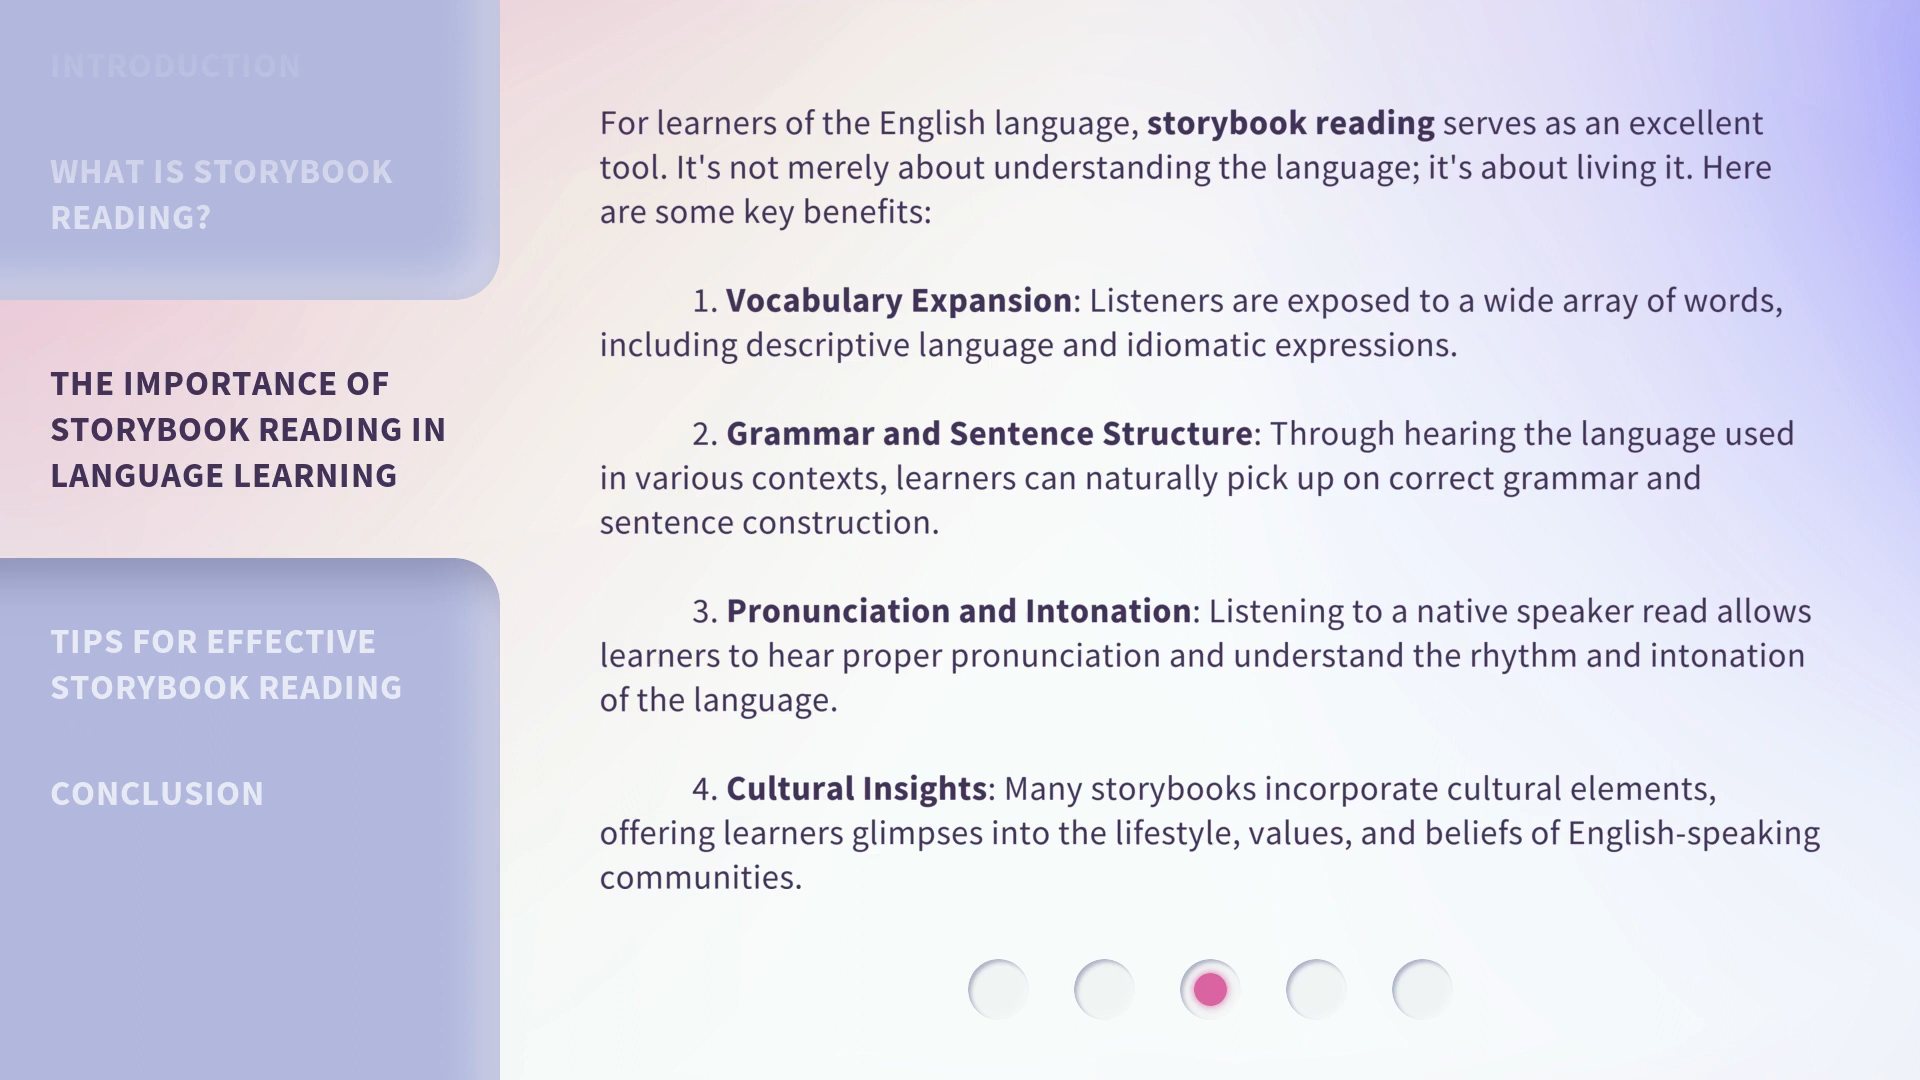 INTRODUCTION
WHAT IS STORYBOOK
READING?
THE IMPORTANCE OF
STORYBOOK READING IN
LANGUAGE LEARNING
TIPS FOR EFFECTIVE
STORYBOOK READING
CONCLUSION
For learners of the English language, storybook reading serves as an excellent
tool. It's not merely about understanding the language; it's about living it. Here
are some key benefits:
1. Vocabulary Expansion: Listeners are exposed to a wide array of words,
including descriptive language and idiomatic expressions.
2. Grammar and Sentence Structure: Through hearing the language used
in various contexts, learners can naturally pick up on correct grammar and
sentence construction.
3. Pronunciation and Intonation: Listening to a native speaker read allows
learners to hear proper pronunciation and understand the rhythm and intonation
of the language.
4. Cultural Insights: Many storybooks incorporate cultural elements,
offering learners glimpses into the lifestyle, values, and beliefs of English-speaking
communities.